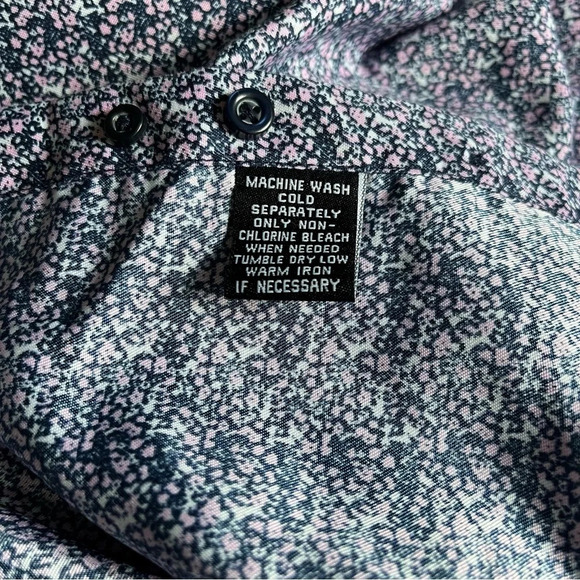 MACHINE WASH
COLD
SEPARATELY
ONLY NON-
CHLORINE BLEACH
WHEN NEEDED
TUMBLE DRY LOW
WARM IRON
IF NECESSARY